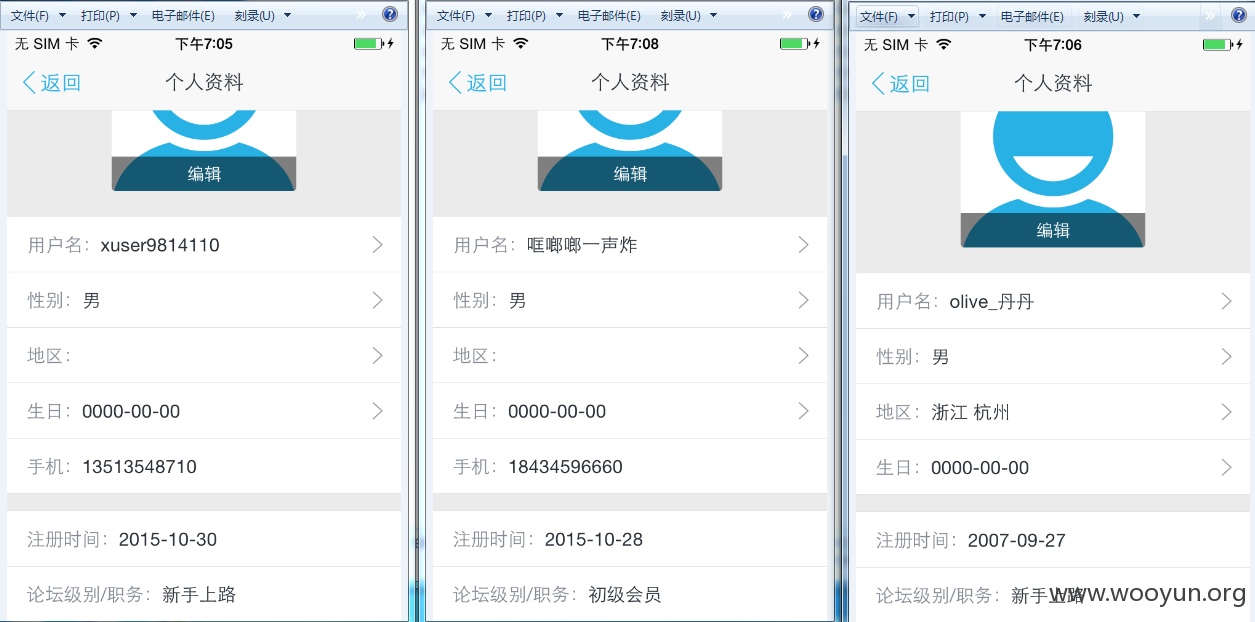 文件(F) 打印(P) 电子邮件(E) 刻录(U) »
无 SIM 卡 下午7:05
返回 个人资料
编辑
用户名: xuser9814110
性别: 男
地区:
生日: 0000-00-00
手机: 13513548710
注册时间: 2015-10-30
论坛级别/职务: 新手上路
文件(F) 打印(P) 电子邮件(E) 刻录(U) »
无 SIM 卡 下午7:08
返回 个人资料
编辑
用户名: 哐啷啷一声炸
性别: 男
地区:
生日: 0000-00-00
手机: 18434596660
注册时间: 2015-10-28
论坛级别/职务: 初级会员
文件(F) 打印(P) 电子邮件(E) 刻录(U) »
无 SIM 卡 下午7:06
返回 个人资料
编辑
用户名: olive_丹丹
性别: 男
地区: 浙江 杭州
生日: 0000-00-00
注册时间: 2007-09-27
论坛级别/职务: 新手上路
www.wooyun.org